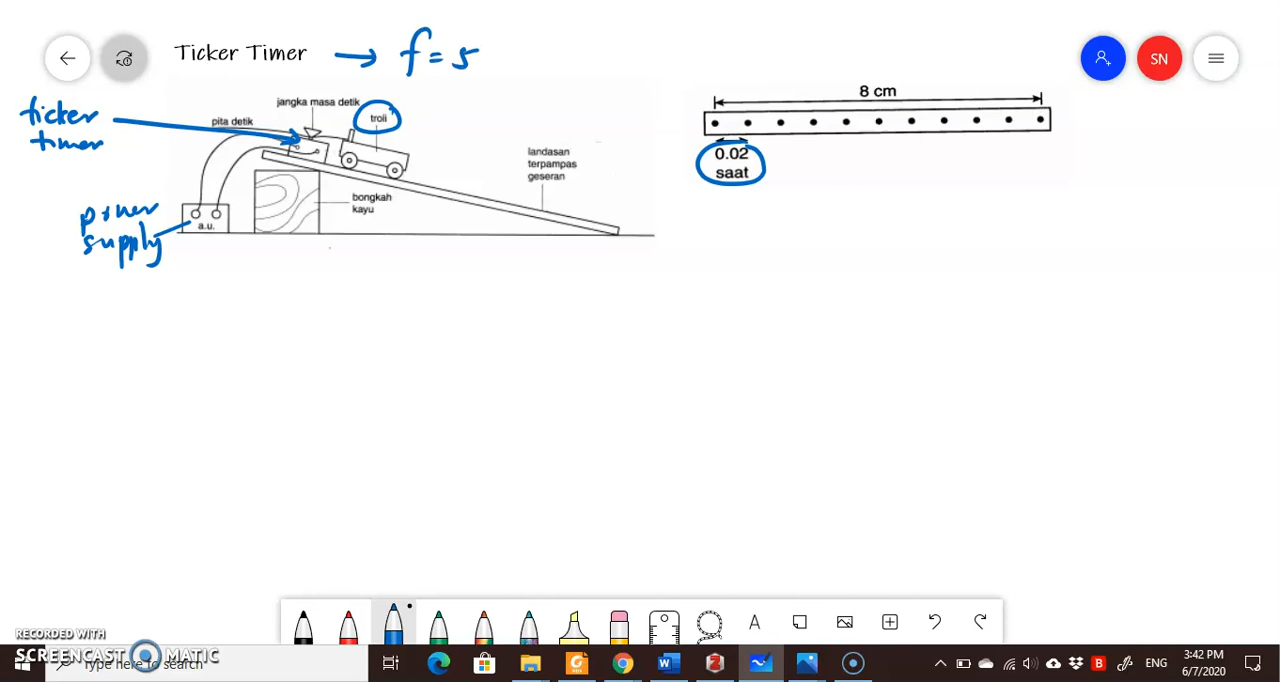 Ticker Timer → f = 5
SN
ticker
timer
jangka masa detik
pita detik
troli
landasan
terpampas
geseran
bongkah
kayu
power
supply
a.u.
8 cm
0.02
saat
A
RECORDED WITH
SCREENCAST MATIC
Type here to search
ENG
3:42 PM
6/7/2020